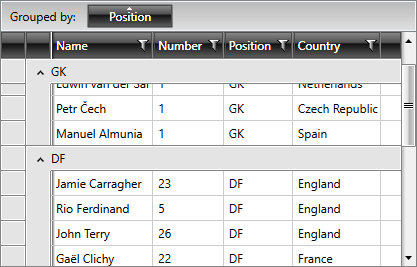 Grouped by: Position
Name Number Position Country
GK
Edwin van der Sar 1 GK Netherlands
Petr Čech 1 GK Czech Republic
Manuel Almunia 1 GK Spain
DF
Jamie Carragher 23 DF England
Rio Ferdinand 5 DF England
John Terry 26 DF England
Gaël Clichy 22 DF France